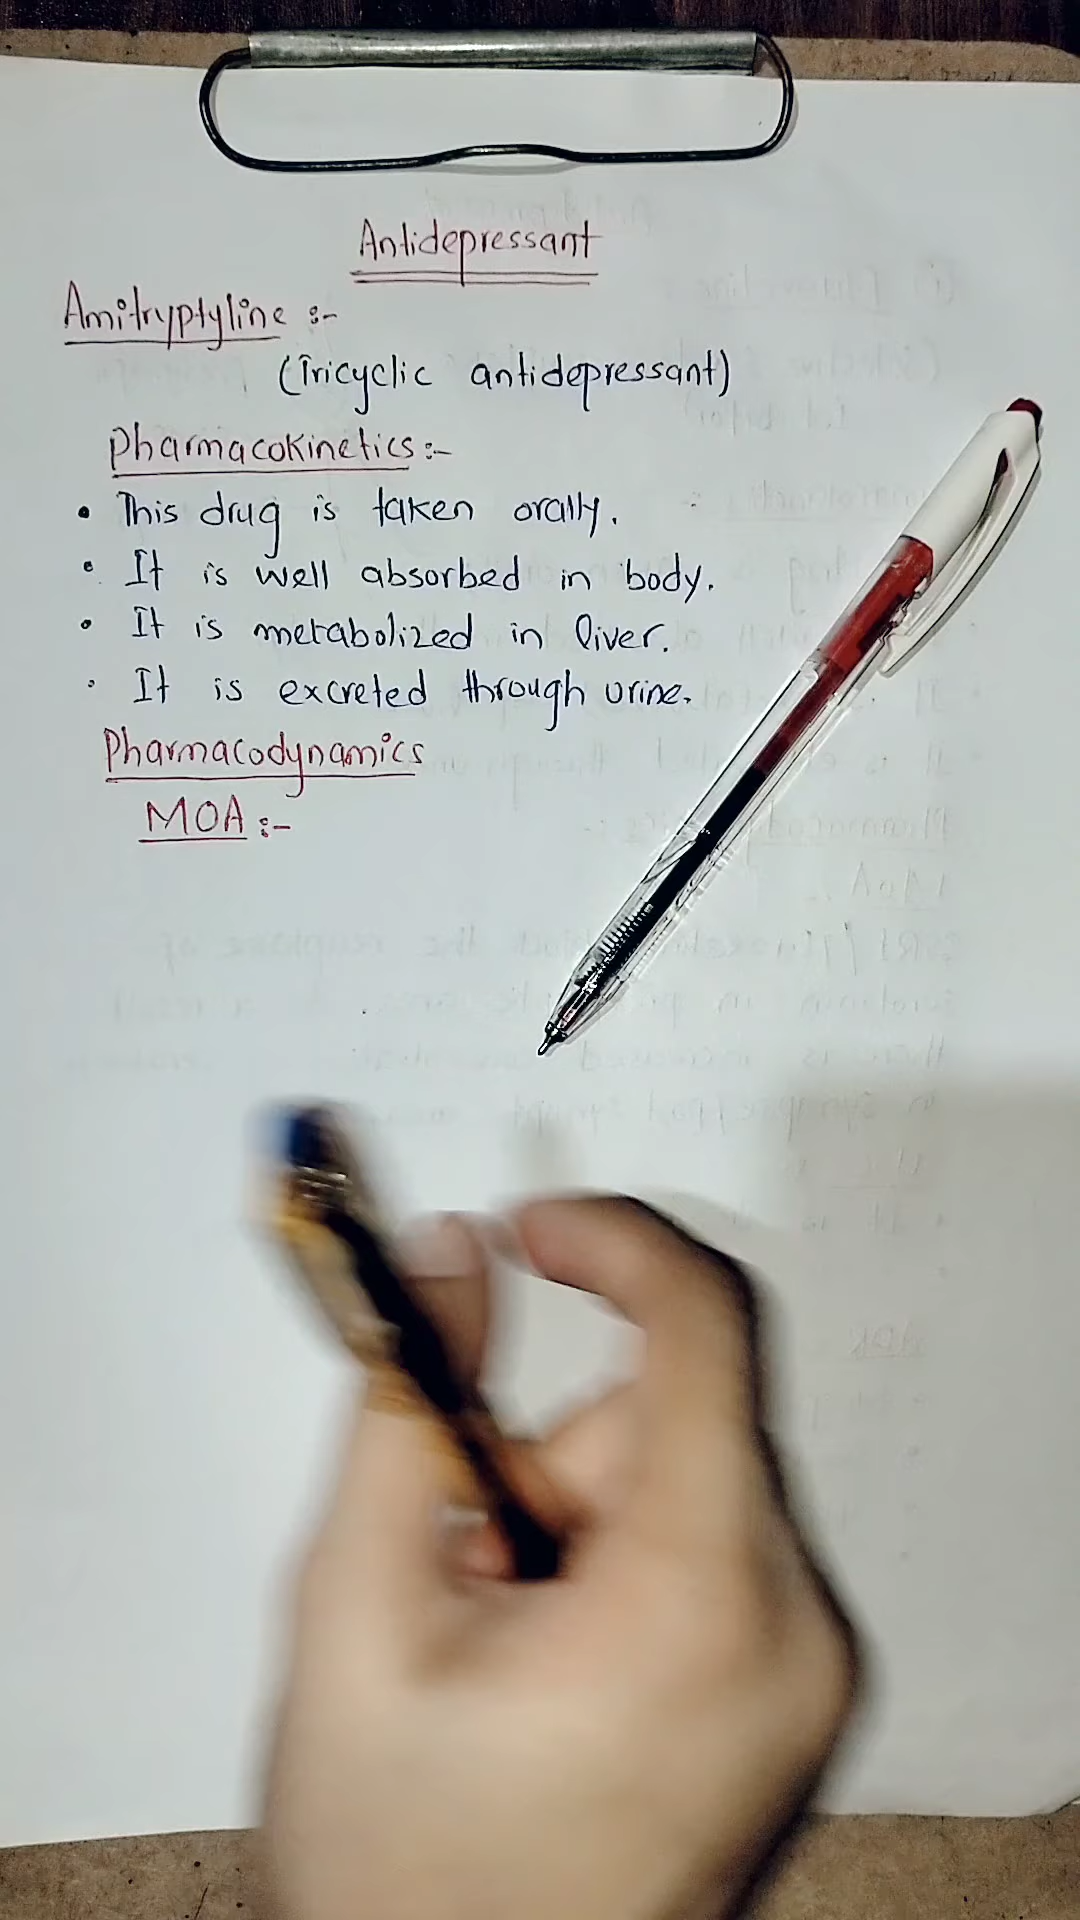 Antidepressant
Amitryptyline :-
(Tricyclic antidepressant)
Pharmacokinetics :-
• This drug is taken orally.
• It is well absorbed in body.
• It is metabolized in liver.
• It is excreted through urine.
Pharmacodynamics
MOA :-